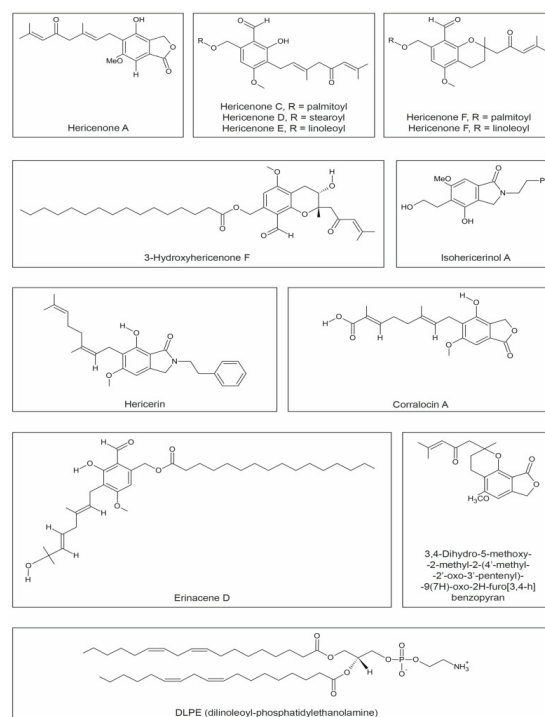 Hericenone A
Hericenone C, R = palmitoyl
Hericenone D, R = stearoyl
Hericenone E, R = linoleoyl
Hericenone F, R = palmitoyl
Hericenone F, R = linoleoyl
3-Hydroxyhericenone F
Isohericerinol A
Hericerin
Corralocin A
Erinacene D
3,4-Dihydro-5-methoxy-
-2-methyl-2-(4'-methyl-
-2'-oxo-3'-pentenyl)-
-9(7H)-oxo-2H-furo[3,4-h]
benzopyran
DLPE (dilinoleoyl-phosphatidylethanolamine)